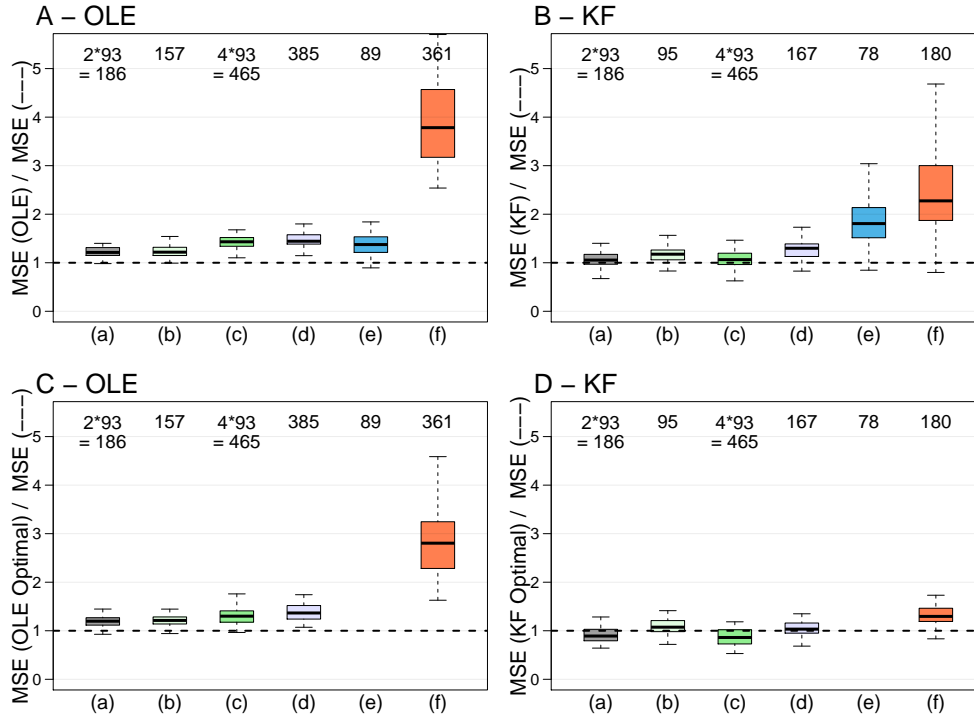 A – OLE
2*93 157 4*93 385 89 361
= 186 = 465
MSE (OLE) / MSE (−−−)
5
4
3
2
1
0
(a) (b) (c) (d) (e) (f)
B – KF
2*93 95 4*93 167 78 180
= 186 = 465
MSE (KF) / MSE (−−−)
5
4
3
2
1
0
(a) (b) (c) (d) (e) (f)
C – OLE
2*93 157 4*93 385 89 361
= 186 = 465
MSE (OLE Optimal) / MSE (−−−)
5
4
3
2
1
0
(a) (b) (c) (d) (e) (f)
D – KF
2*93 95 4*93 167 78 180
= 186 = 465
MSE (KF Optimal) / MSE (−−−)
5
4
3
2
1
0
(a) (b) (c) (d) (e) (f)